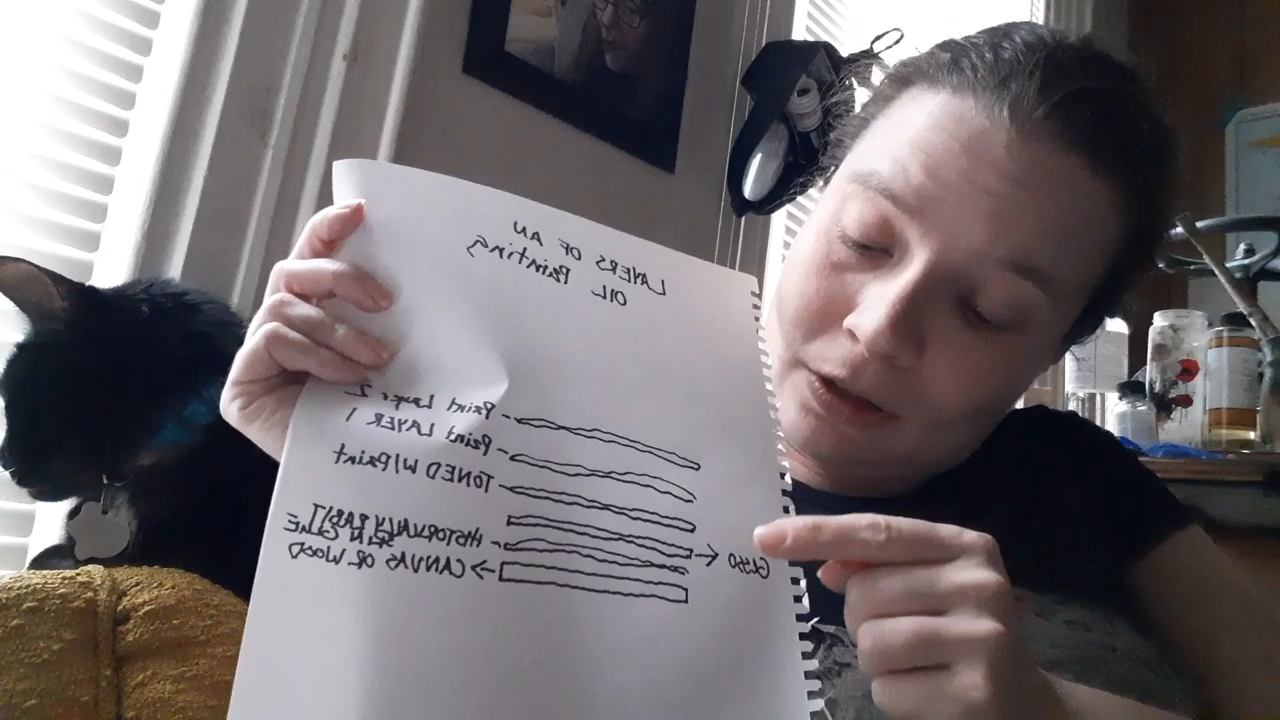 LAYERS OF AN
OIL Painting
Paint Layer 2
Paint LAYER 1
TONED W/Paint
HISTORICALLY RABIT
SKIN GLUE
GESSO
CANVAS OR WOOD